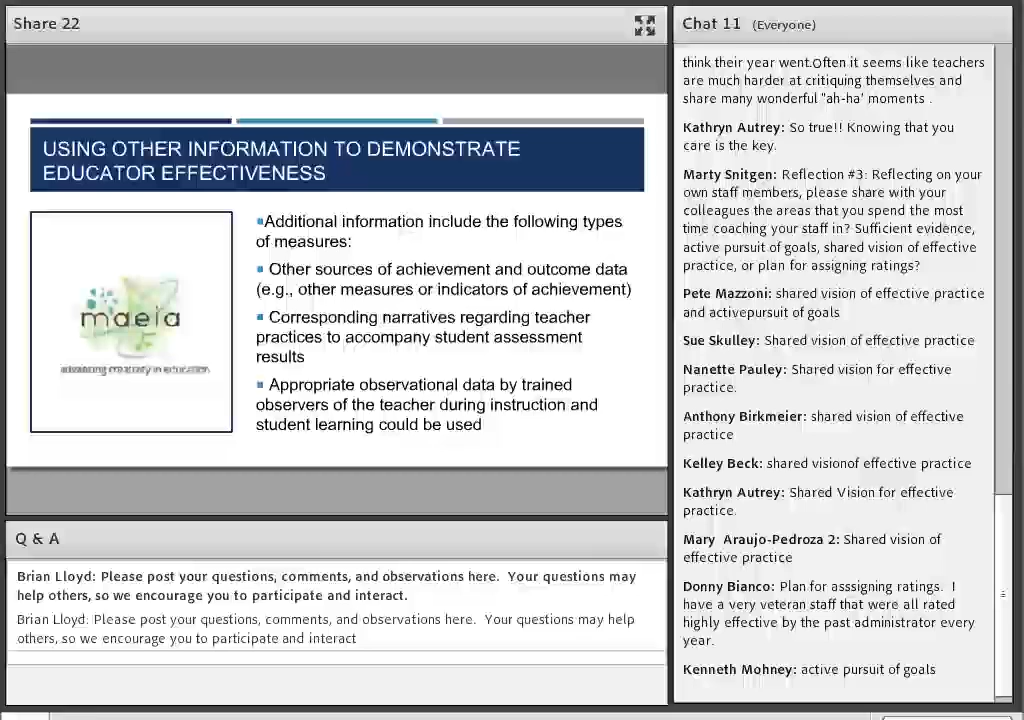 Share 22
USING OTHER INFORMATION TO DEMONSTRATE
EDUCATOR EFFECTIVENESS
maeia
advancing creativity in education
▪Additional information include the following types
of measures:
▪ Other sources of achievement and outcome data
(e.g., other measures or indicators of achievement)
▪ Corresponding narratives regarding teacher
practices to accompany student assessment
results
▪ Appropriate observational data by trained
observers of the teacher during instruction and
student learning could be used
Q & A
Brian Lloyd: Please post your questions, comments, and observations here.  Your questions may
help others, so we encourage you to participate and interact.
Brian Lloyd: Please post your questions, comments, and observations here.  Your questions may help
others, so we encourage you to participate and interact
Chat 11 (Everyone)
think their year went.Often it seems like teachers
are much harder at critiquing themselves and
share many wonderful "ah-ha' moments .
Kathryn Autrey: So true!! Knowing that you
care is the key.
Marty Snitgen: Reflection #3: Reflecting on your
own staff members, please share with your
colleagues the areas that you spend the most
time coaching your staff in? Sufficient evidence,
active pursuit of goals, shared vision of effective
practice, or plan for assigning ratings?
Pete Mazzoni: shared vision of effective practice
and activepursuit of goals
Sue Skulley: Shared vision of effective practice
Nanette Pauley: Shared vision for effective
practice.
Anthony Birkmeier: shared vision of effective
practice
Kelley Beck: shared visionof effective practice
Kathryn Autrey: Shared Vision for effective
practice.
Mary  Araujo-Pedroza 2: Shared vision of
effective practice
Donny Bianco: Plan for asssigning ratings.  I
have a very veteran staff that were all rated
highly effective by the past administrator every
year.
Kenneth Mohney: active pursuit of goals